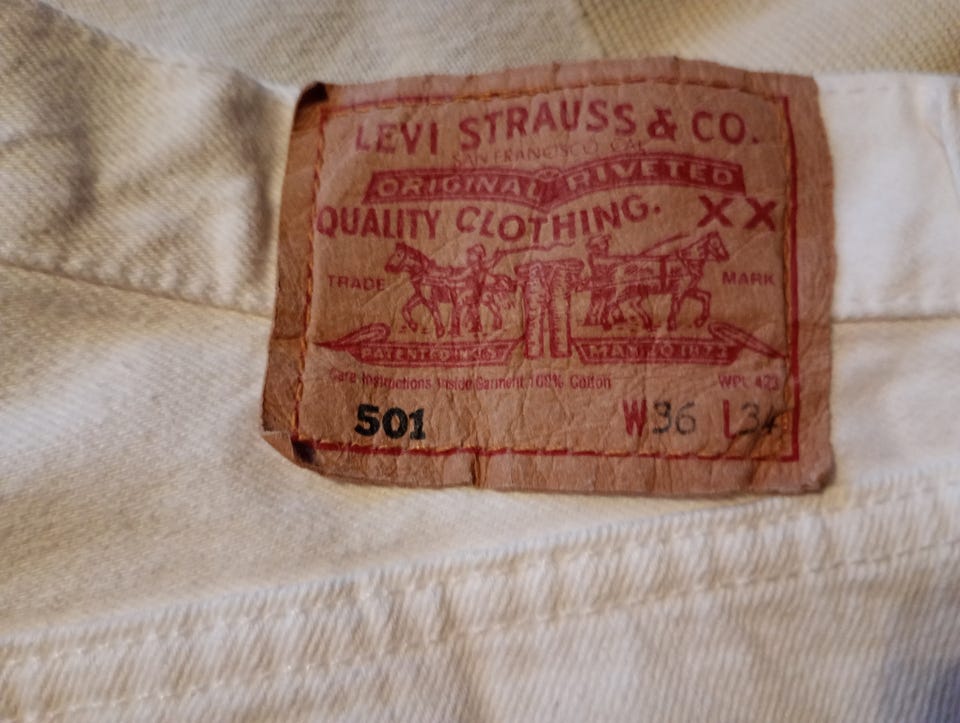 LEVI STRAUSS & CO.
SAN FRANCISCO CAL
ORIGINAL RIVETED
QUALITY CLOTHING. XX
TRADE MARK
PATENTED IN U.S. MAY 20 1873
Care Instructions Inside Garment 100% Cotton WPL 423
501 W36 L34